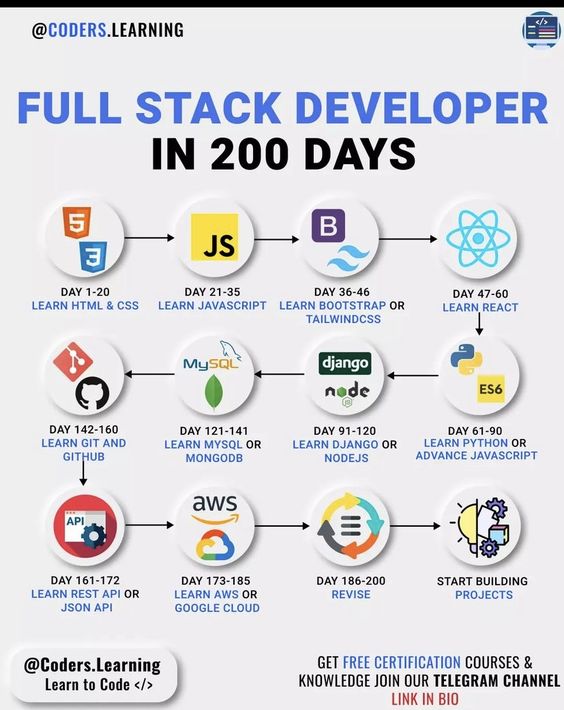 @CODERS.LEARNING
FULL STACK DEVELOPER
IN 200 DAYS
5
3
JS
B
DAY 1-20
LEARN HTML & CSS
DAY 21-35
LEARN JAVASCRIPT
DAY 36-46
LEARN BOOTSTRAP OR
TAILWINDCSS
DAY 47-60
LEARN REACT
MySQL
django
node
JS
ES6
DAY 142-160
LEARN GIT AND
GITHUB
DAY 121-141
LEARN MYSQL OR
MONGODB
DAY 91-120
LEARN DJANGO OR
NODEJS
DAY 61-90
LEARN PYTHON OR
ADVANCE JAVASCRIPT
API
aws
DAY 161-172
LEARN REST API OR
JSON API
DAY 173-185
LEARN AWS OR
GOOGLE CLOUD
DAY 186-200
REVISE
START BUILDING
PROJECTS
@Coders.Learning
Learn to Code </>
GET FREE CERTIFICATION COURSES &
KNOWLEDGE JOIN OUR TELEGRAM CHANNEL
LINK IN BIO